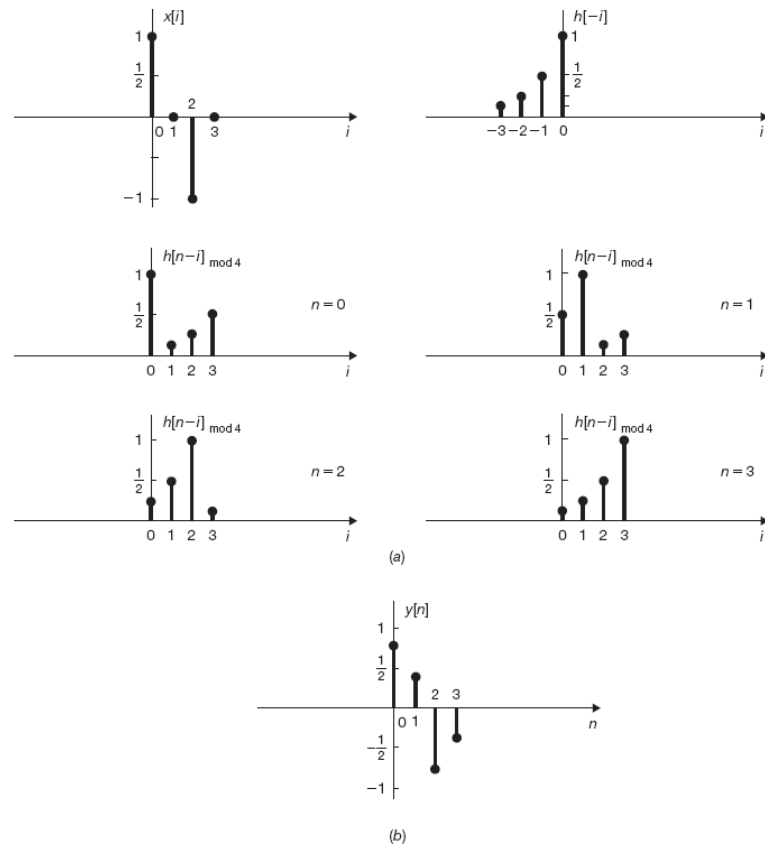 x[i]
h[−i]
1
1
1/2
1/2
2
0 1 3 i
−3 −2 −1 0 i
−1
h[n−i] mod 4
h[n−i] mod 4
1
1
1/2
n = 0
1/2
n = 1
0 1 2 3 i
0 1 2 3 i
h[n−i] mod 4
h[n−i] mod 4
1
1
1/2
n = 2
1/2
n = 3
0 1 2 3 i
0 1 2 3 i
(a)
y[n]
1
1/2
2 3
0 1 n
−1/2
−1
(b)